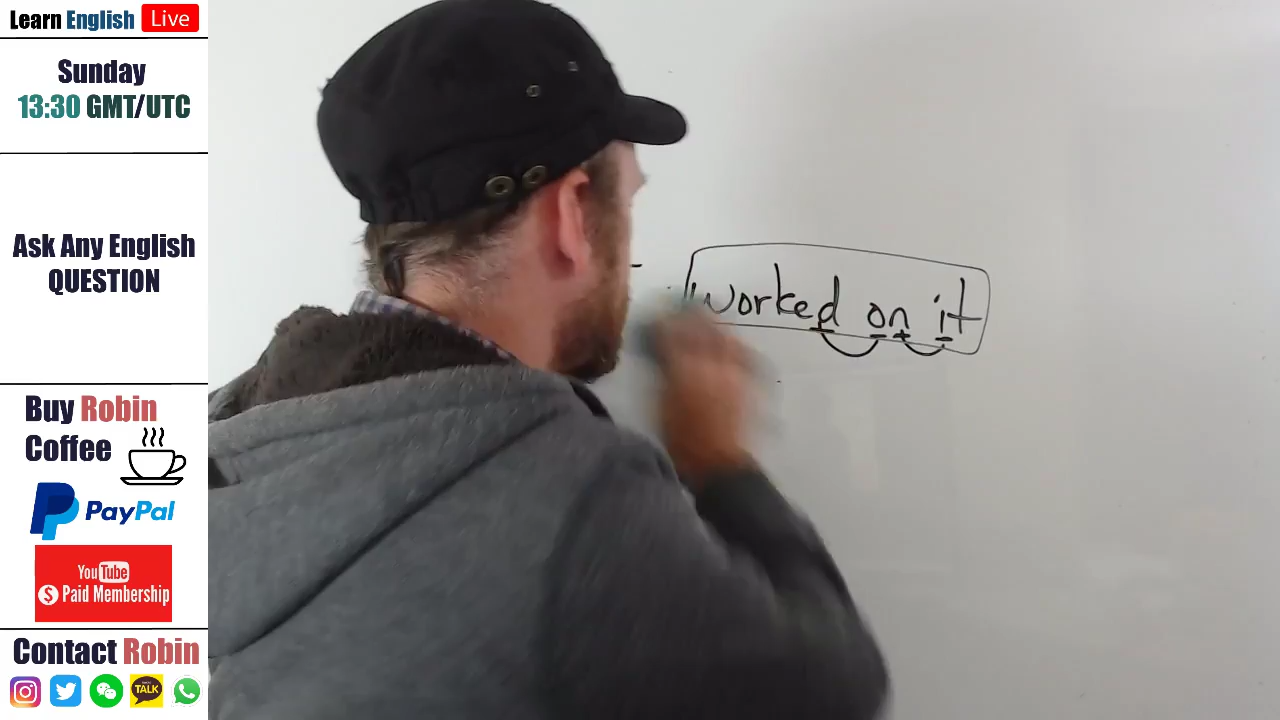 Learn English Live
Sunday
13:30 GMT/UTC
Ask Any English
QUESTION
Buy Robin
Coffee
PayPal
YouTube
Paid Membership
Contact Robin
TALK
worked on it